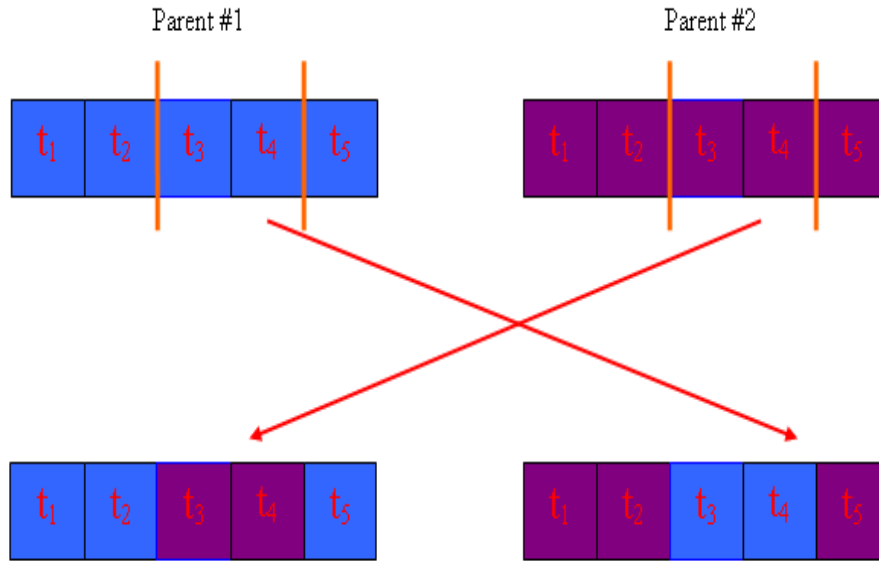 Parent #1 Parent #2
t₁ t₂ t₃ t₄ t₅ t₁ t₂ t₃ t₄ t₅
t₁ t₂ t₃ t₄ t₅ t₁ t₂ t₃ t₄ t₅